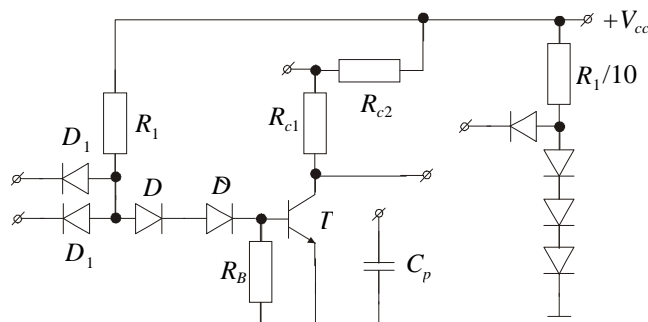 +V_cc
R_1/10
R_c2
R_c1
R_1
D_1
D
D
D_1
T
R_B
C_p